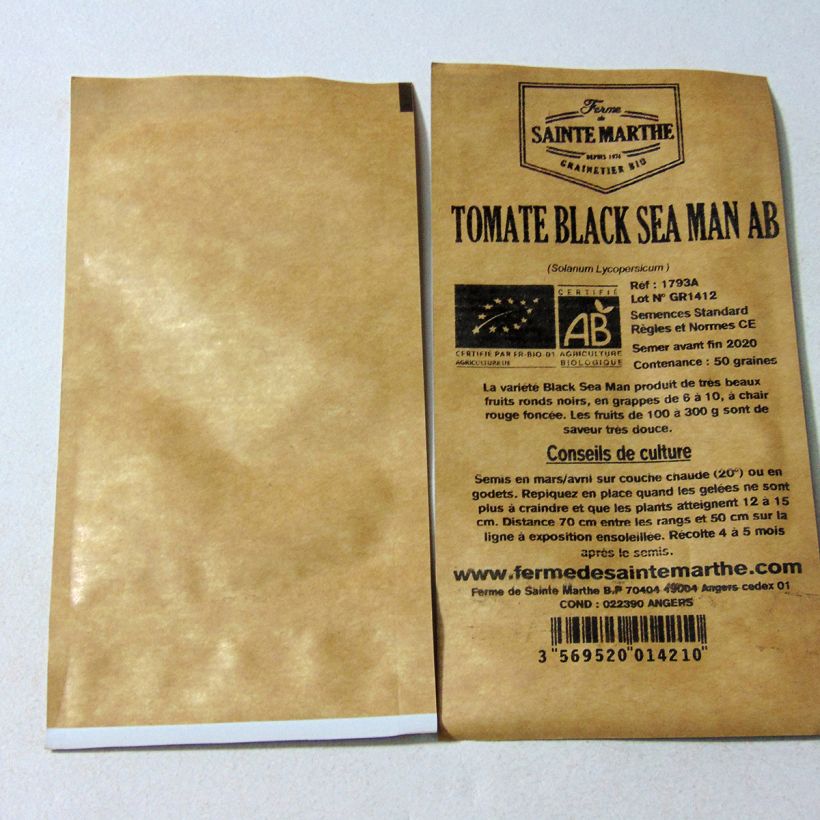 Ferme
de
SAINTE MARTHE
DEPUIS 1974
GRAINETIER BIO
TOMATE BLACK SEA MAN AB
(Solanum Lycopersicum)
Réf : 1793A
Lot N° GR1412
Semences Standard
Règles et Normes CE
Semer avant fin 2020
Contenance : 50 graines
CERTIFIÉ
AB
AGRICULTURE
BIOLOGIQUE
CERTIFIÉ PAR FR-BIO-01
AGRICULTURE UE
La variété Black Sea Man produit de très beaux
fruits ronds noirs, en grappes de 6 à 10, à chair
rouge foncée. Les fruits de 100 à 300 g sont de
saveur très douce.
Conseils de culture
Semis en mars/avril sur couche chaude (20°) ou en
godets. Repiquez en place quand les gelées ne sont
plus à craindre et que les plants atteignent 12 à 15
cm. Distance 70 cm entre les rangs et 50 cm sur la
ligne à exposition ensoleillée. Récolte 4 à 5 mois
après le semis.
www.fermedesaintemarthe.com
Ferme de Sainte Marthe B.P 70404 49004 Angers cedex 01
COND : 022390 ANGERS
3 569520 014210